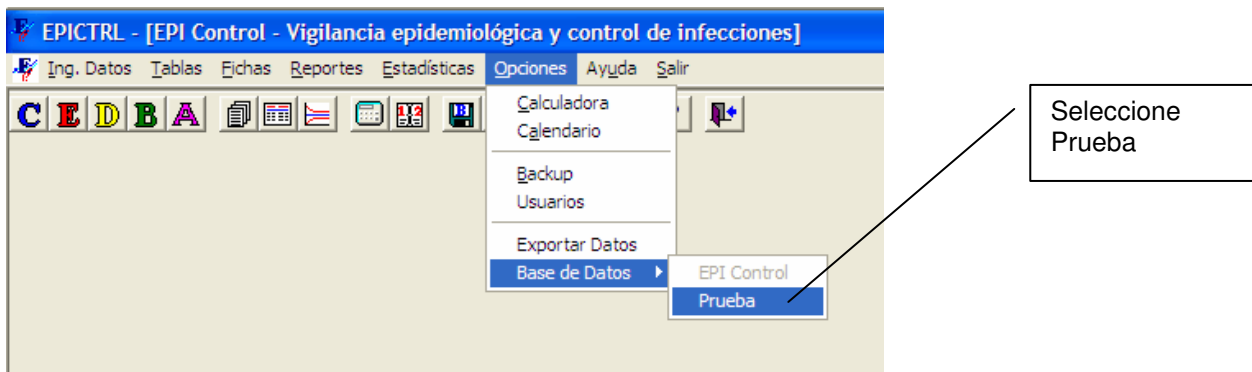 EPICTRL - [EPI Control - Vigilancia epidemiológica y control de infecciones]
Ing. Datos Tablas Fichas Reportes Estadísticas Opciones Ayuda Salir
C E D B A
Calculadora
Calendario
Backup
Usuarios
Exportar Datos
Base de Datos
EPI Control
Prueba
Seleccione
Prueba